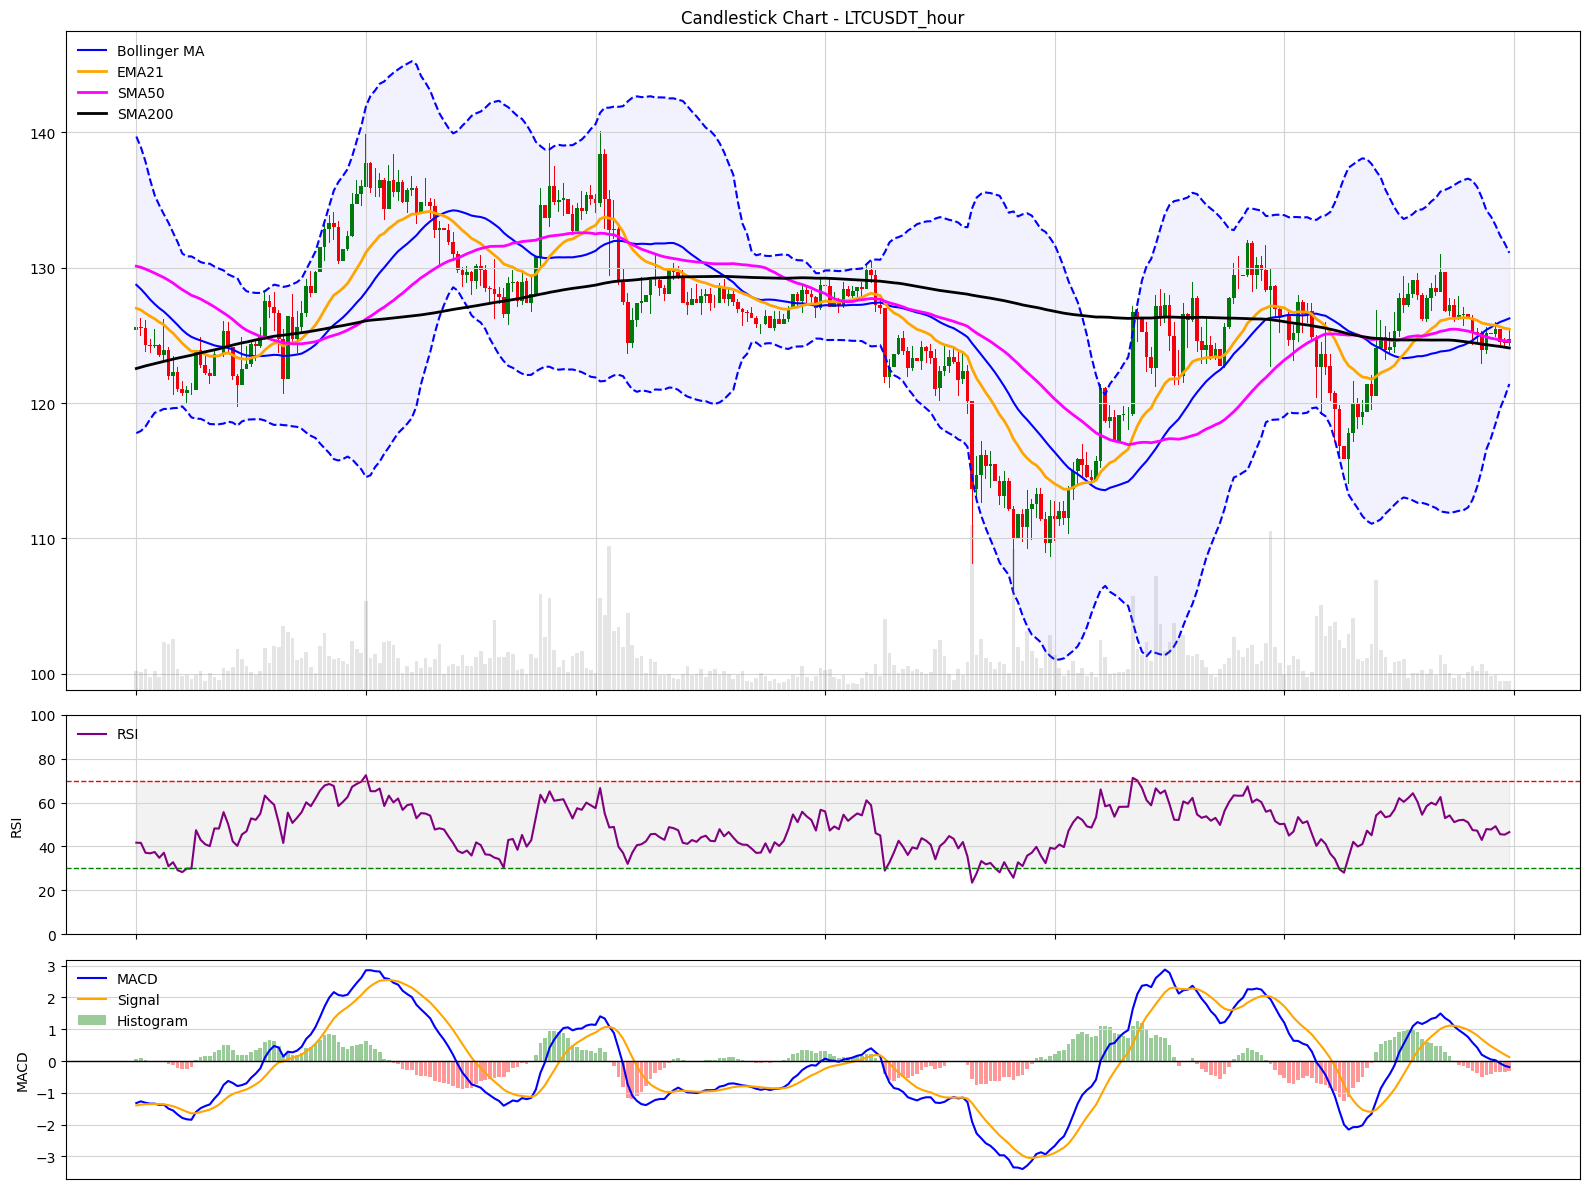 Candlestick Chart - LTCUSDT_hour
Bollinger MA
EMA21
SMA50
SMA200
140
130
120
110
100
RSI
100
80
60
40
20
0
RSI
MACD
Signal
Histogram
3
2
1
0
−1
−2
−3
MACD